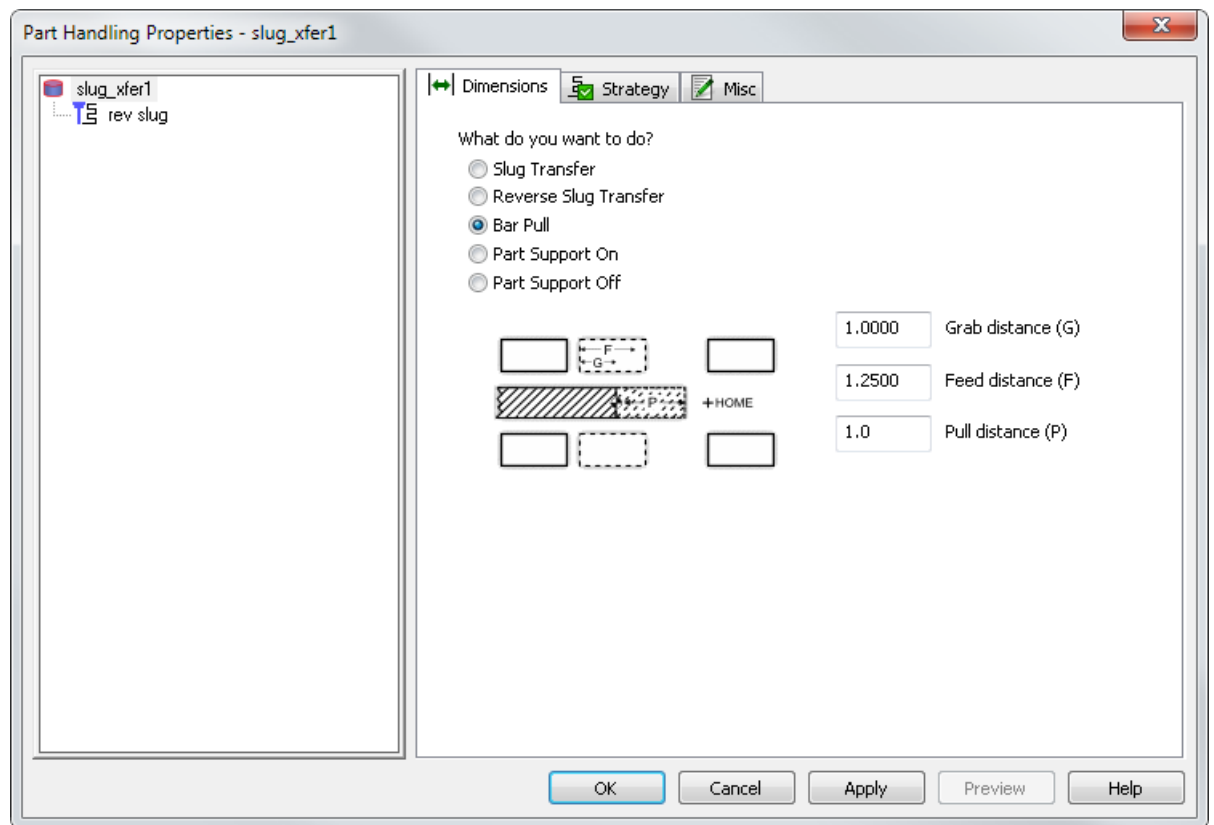 Part Handling Properties - slug_xfer1
slug_xfer1
rev slug
Dimensions Strategy Misc
What do you want to do?
Slug Transfer
Reverse Slug Transfer
Bar Pull
Part Support On
Part Support Off
1.0000 Grab distance (G)
F
G
1.2500 Feed distance (F)
P +HOME
1.0 Pull distance (P)
OK Cancel Apply Preview Help